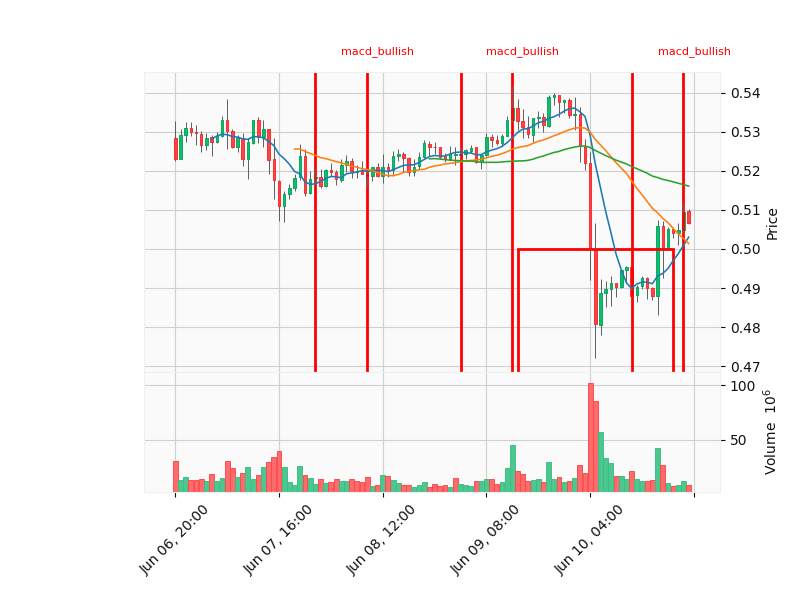 macd_bullish macd_bullish macd_bullish
0.54
0.53
0.52
0.51
0.50
0.49
0.48
0.47
Price
100
50
Volume 10^6
Jun 06, 20:00
Jun 07, 16:00
Jun 08, 12:00
Jun 09, 08:00
Jun 10, 04:00